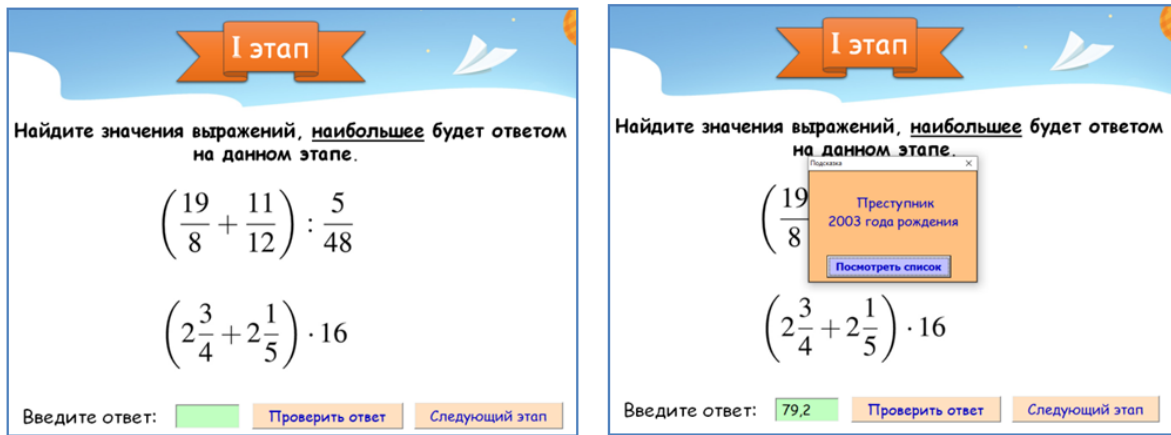 I этап
Найдите значения выражений, наибольшее будет ответом
на данном этапе.
(19/8 + 11/12) : 5/48
(2 3/4 + 2 1/5) · 16
Введите ответ:
Проверить ответ
Следующий этап
I этап
Найдите значения выражений, наибольшее будет ответом
на данном этапе.
Подсказка
(19/8
Преступник
2003 года рождения
Посмотреть список
(2 3/4 + 2 1/5) · 16
Введите ответ: 79,2
Проверить ответ
Следующий этап